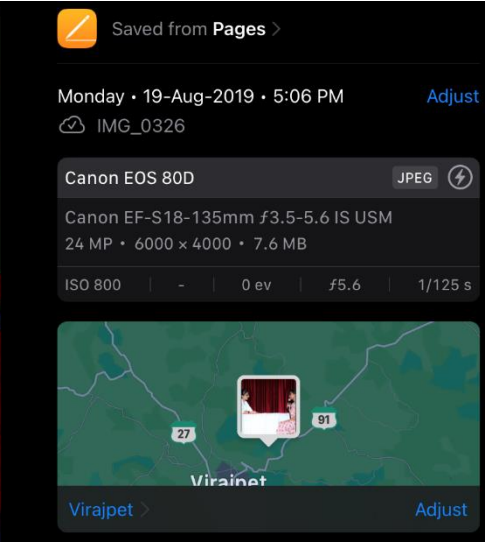 Saved from Pages >
Monday • 19-Aug-2019 • 5:06 PM Adjust
IMG_0326
Canon EOS 80D JPEG
Canon EF-S18-135mm ƒ3.5-5.6 IS USM
24 MP • 6000 × 4000 • 7.6 MB
ISO 800 | - | 0 ev | ƒ5.6 | 1/125 s
91
27
Virajpet
Virajpet > Adjust